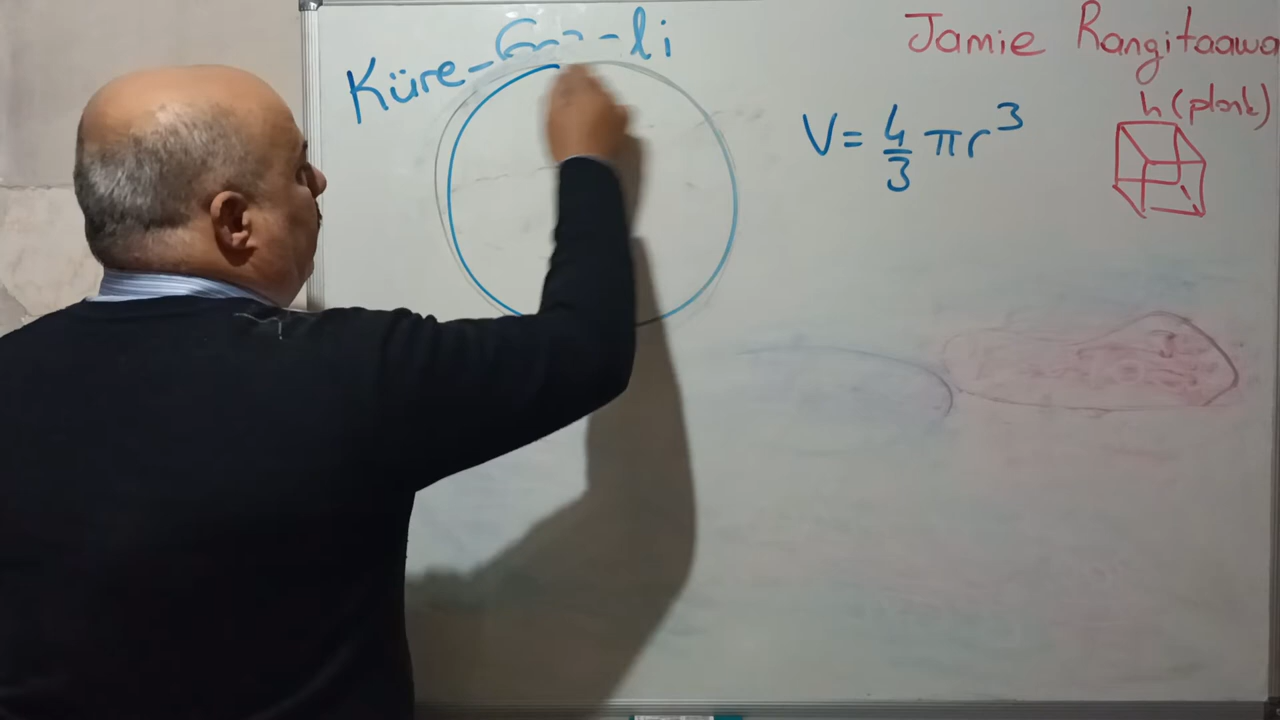 Küre-
Jamie Rangitaawa
h(plank)
V = 4/3 πr³